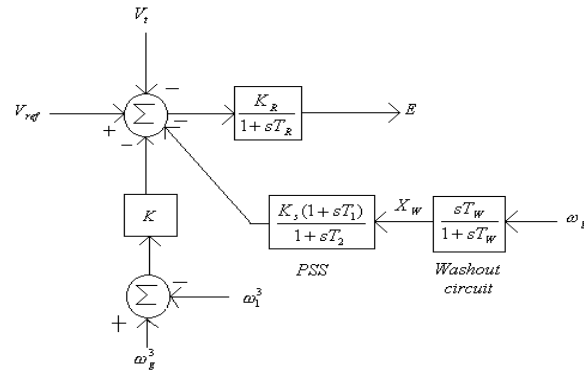 V_t
V_ref
−
+
Σ
−
−
K_R
1 + sT_R
E
K
K_s (1 + sT_1)
1 + sT_2
PSS
X_W
sT_W
1 + sT_W
Washout
circuit
Σ
−
+
ω_1^3
ω_g^3